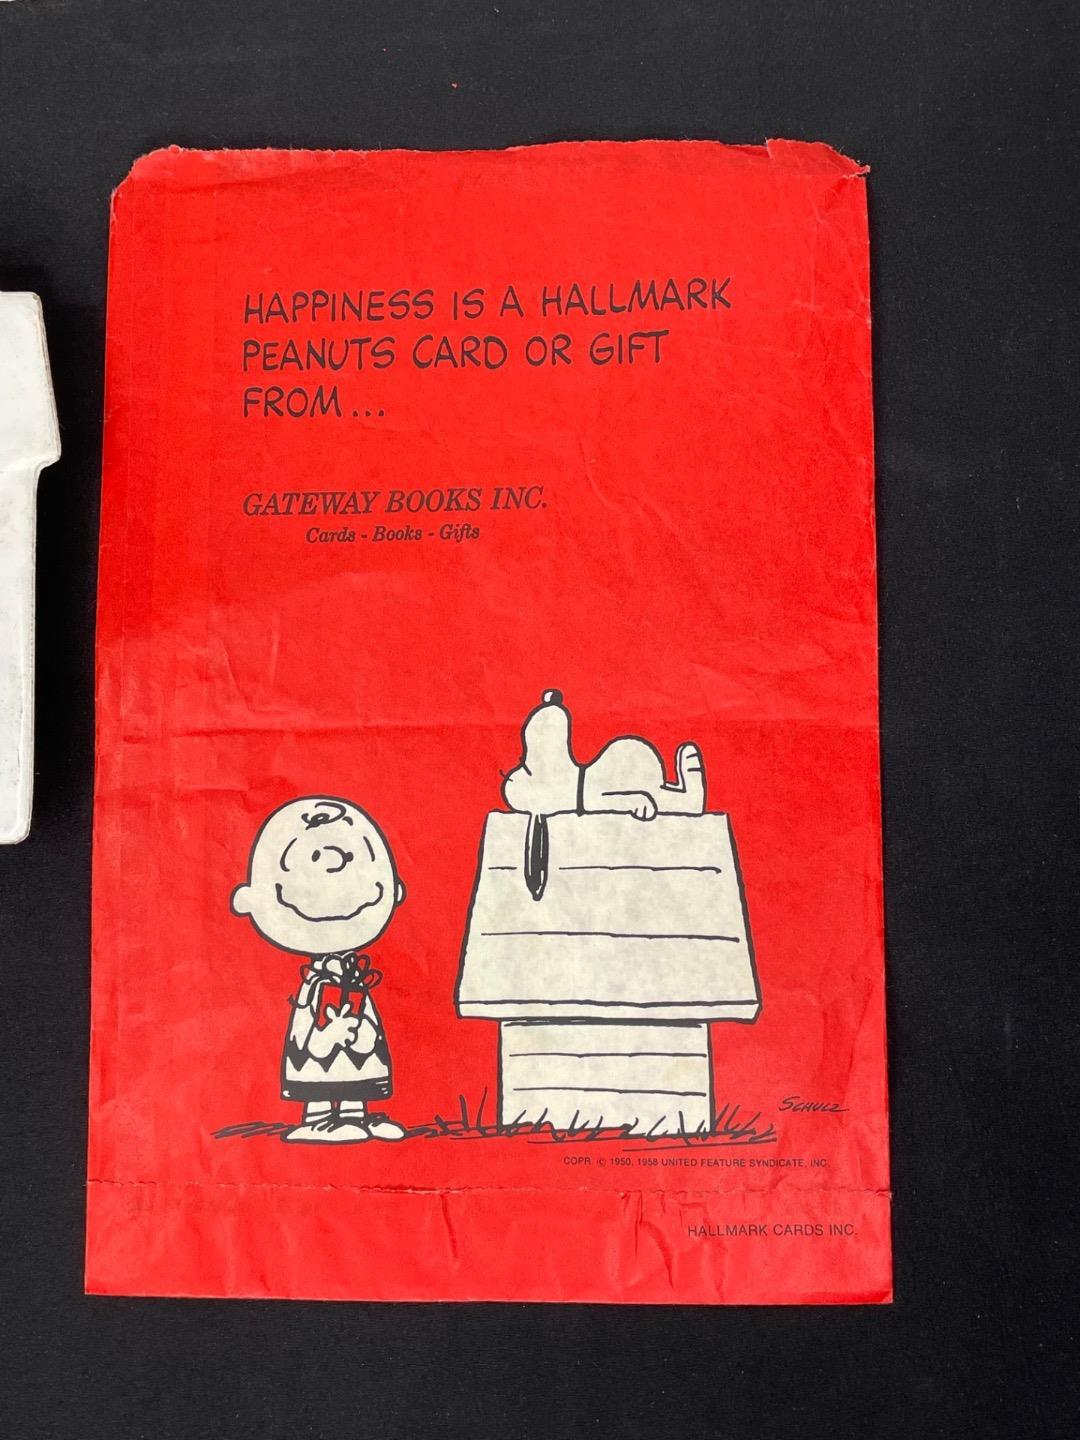 HAPPINESS IS A HALLMARK
PEANUTS CARD OR GIFT
FROM...
GATEWAY BOOKS INC.
Cards - Books - Gifts
SCHULZ
COPR. © 1950, 1958 UNITED FEATURE SYNDICATE, INC.
HALLMARK CARDS INC.